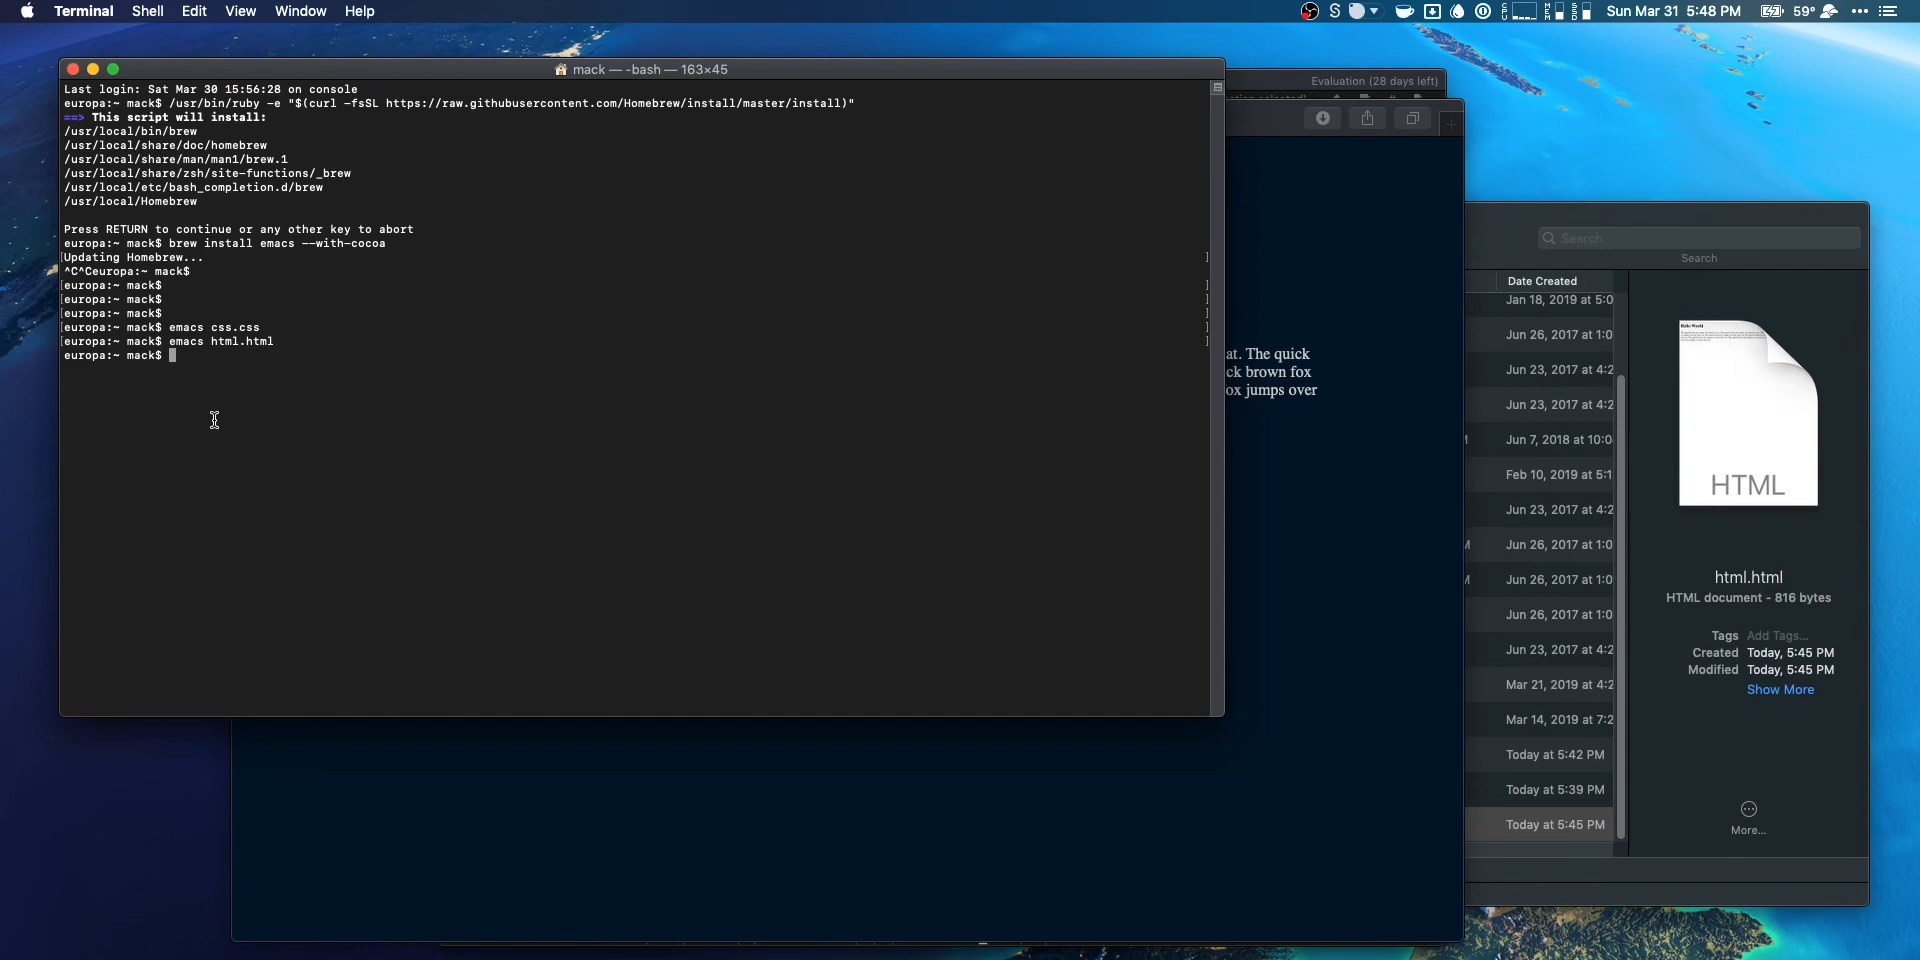 Terminal Shell Edit View Window Help
Sun Mar 31 5:48 PM 59°
mack — -bash — 163×45
Last login: Sat Mar 30 15:56:28 on console
europa:~ mack$ /usr/bin/ruby -e "$(curl -fsSL https://raw.githubusercontent.com/Homebrew/install/master/install)"
==> This script will install:
/usr/local/bin/brew
/usr/local/share/doc/homebrew
/usr/local/share/man/man1/brew.1
/usr/local/share/zsh/site-functions/_brew
/usr/local/etc/bash_completion.d/brew
/usr/local/Homebrew
Press RETURN to continue or any other key to abort
europa:~ mack$ brew install emacs --with-cocoa
[Updating Homebrew... ]
^C^Ceuropa:~ mack$
[europa:~ mack$ ]
[europa:~ mack$ ]
[europa:~ mack$ ]
[europa:~ mack$ emacs css.css ]
[europa:~ mack$ emacs html.html ]
europa:~ mack$
Evaluation (28 days left)
at. The quick
ck brown fox
ox jumps over
Search
Search
Date Created
Jan 18, 2019 at 5:0
Jun 26, 2017 at 1:0
Jun 23, 2017 at 4:2
Jun 23, 2017 at 4:2
Jun 7, 2018 at 10:0
Feb 10, 2019 at 5:1
Jun 23, 2017 at 4:2
Jun 26, 2017 at 1:0
Jun 26, 2017 at 1:0
Jun 26, 2017 at 1:0
Jun 23, 2017 at 4:2
Mar 21, 2019 at 4:2
Mar 14, 2019 at 7:2
Today at 5:42 PM
Today at 5:39 PM
Today at 5:45 PM
Hello World
HTML
html.html
HTML document - 816 bytes
Tags Add Tags...
Created Today, 5:45 PM
Modified Today, 5:45 PM
Show More
More...